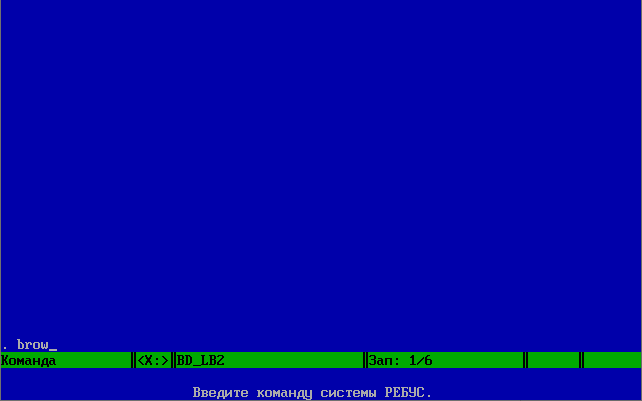 . brow_
Команда <X:> BD_LB2 Зап: 1/6
Введите команду системы РЕБУС.